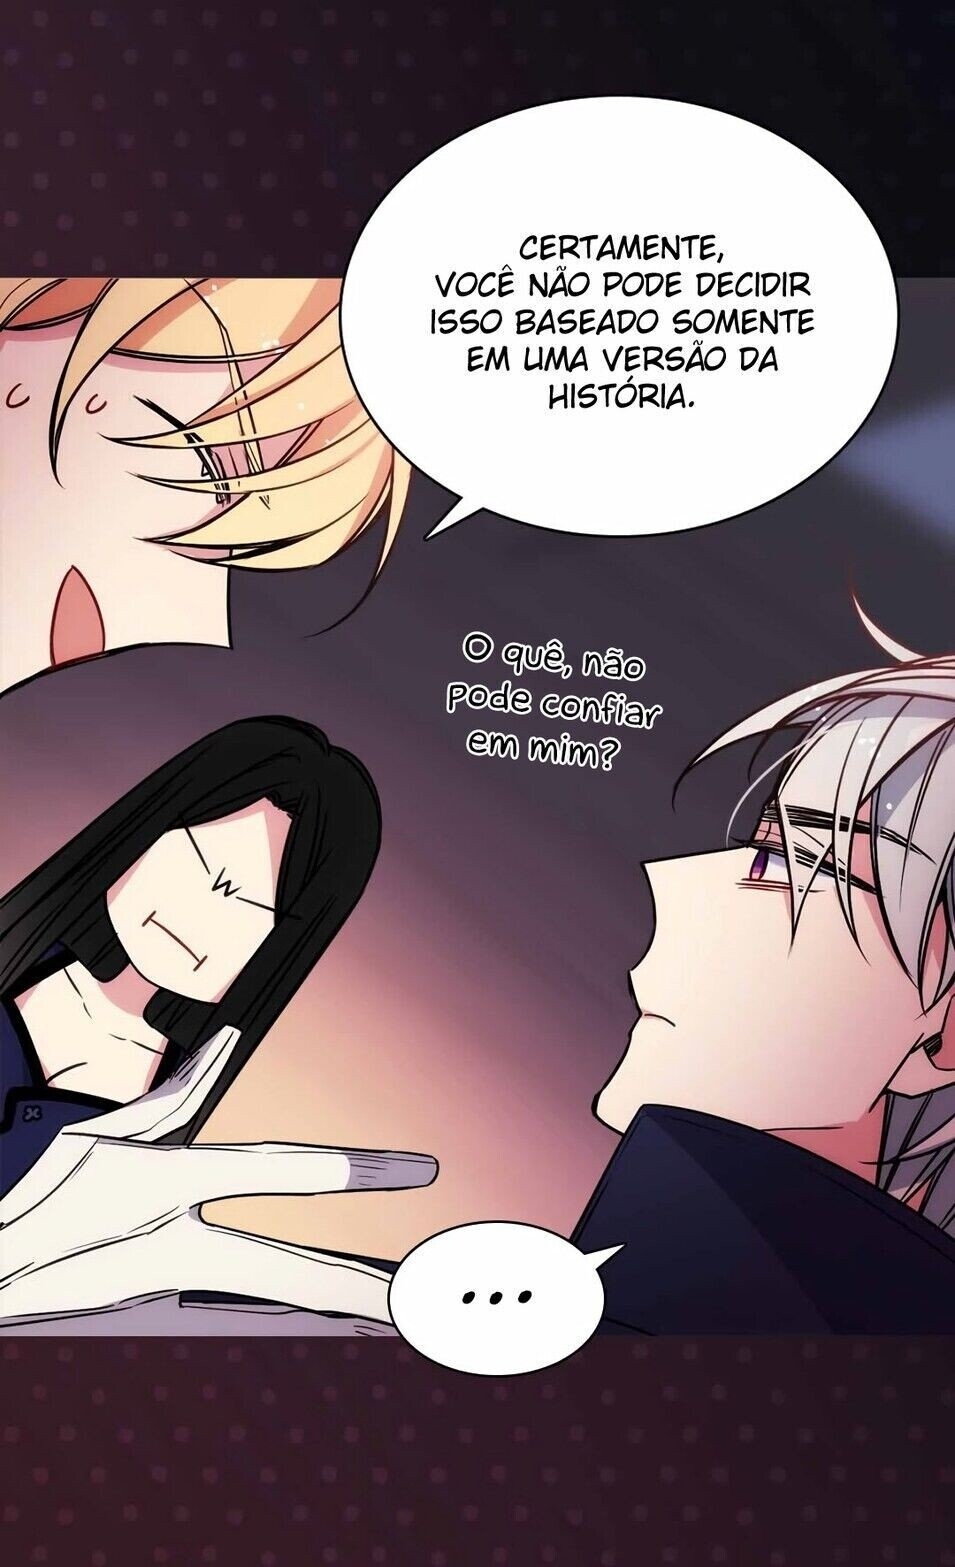 CERTAMENTE,
VOCÊ NÃO PODE DECIDIR
ISSO BASEADO SOMENTE
EM UMA VERSÃO DA
HISTÓRIA.
O quê, não
pode confiar
em mim?
...